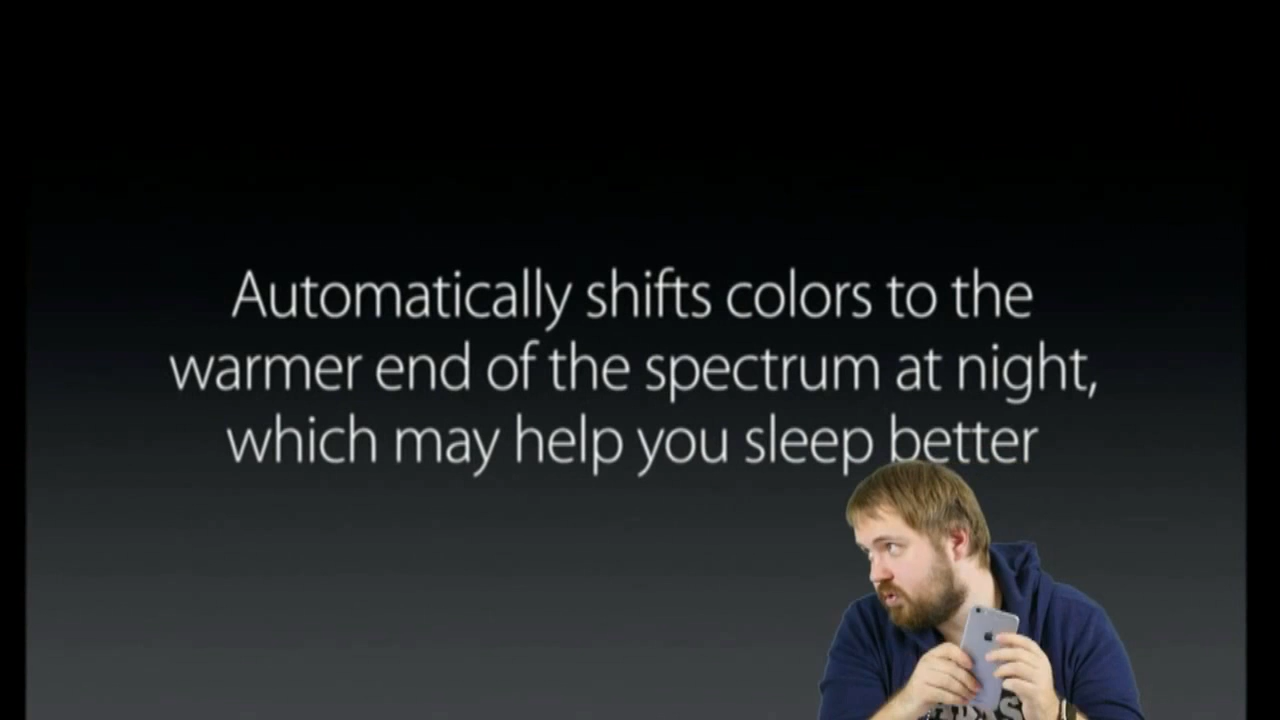 Automatically shifts colors to the
warmer end of the spectrum at night,
which may help you sleep better